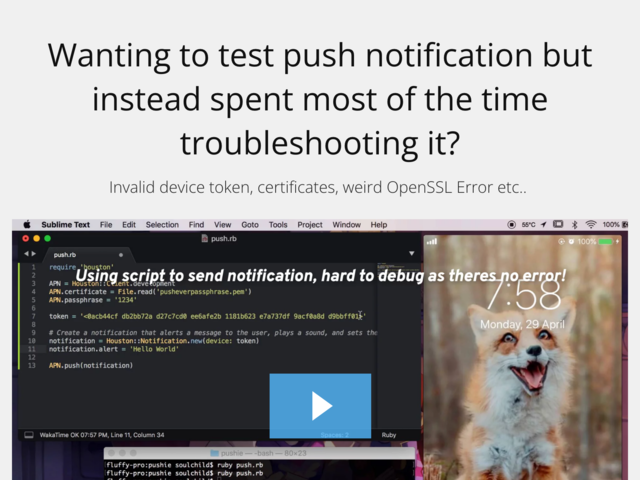 Wanting to test push notification but
instead spent most of the time
troubleshooting it?
Invalid device token, certificates, weird OpenSSL Error etc..
Sublime Text File Edit Selection Find View Goto Tools Project Window Help 55°C 100%
push.rb
push.rb
100%
1 require 'houston'
Using script to send notification, hard to debug as theres no error!
2
3 APN = Houston::Client.development
4 APN.certificate = File.read('pusheverpassphrase.pem')
5 APN.passphrase = '1234'
6
7 token = '<0acb44cf db2bb72a d27c7cd0 ee6afe2b 1181b623 e7a737df 9acf0a8d d9bbff01>'
8
9 # Create a notification that alerts a message to the user, plays a sound, and sets the
10 notification = Houston::Notification.new(device: token)
11 notification.alert = 'Hello World'
12
13 APN.push(notification)
7:58
Monday, 29 April
WakaTime OK 07:57 PM, Line 11, Column 34 Spaces: 2 Ruby
pushie — -bash — 80×23
fluffy-pro:pushie soulchild$ ruby push.rb
fluffy-pro:pushie soulchild$ ruby push.rb